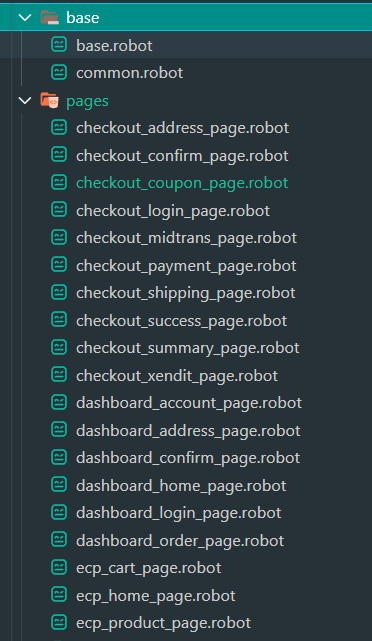 base
base.robot
common.robot
pages
checkout_address_page.robot
checkout_confirm_page.robot
checkout_coupon_page.robot
checkout_login_page.robot
checkout_midtrans_page.robot
checkout_payment_page.robot
checkout_shipping_page.robot
checkout_success_page.robot
checkout_summary_page.robot
checkout_xendit_page.robot
dashboard_account_page.robot
dashboard_address_page.robot
dashboard_confirm_page.robot
dashboard_home_page.robot
dashboard_login_page.robot
dashboard_order_page.robot
ecp_cart_page.robot
ecp_home_page.robot
ecp_product_page.robot